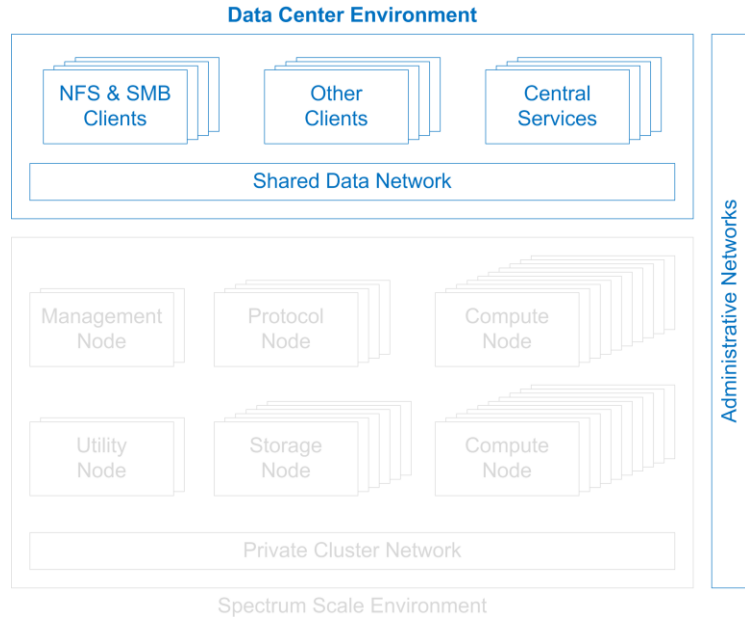 Data Center Environment
NFS & SMB
Clients
Other
Clients
Central
Services
Shared Data Network
Management
Node
Protocol
Node
Compute
Node
Utility
Node
Storage
Node
Compute
Node
Private Cluster Network
Spectrum Scale Environment
Administrative Networks